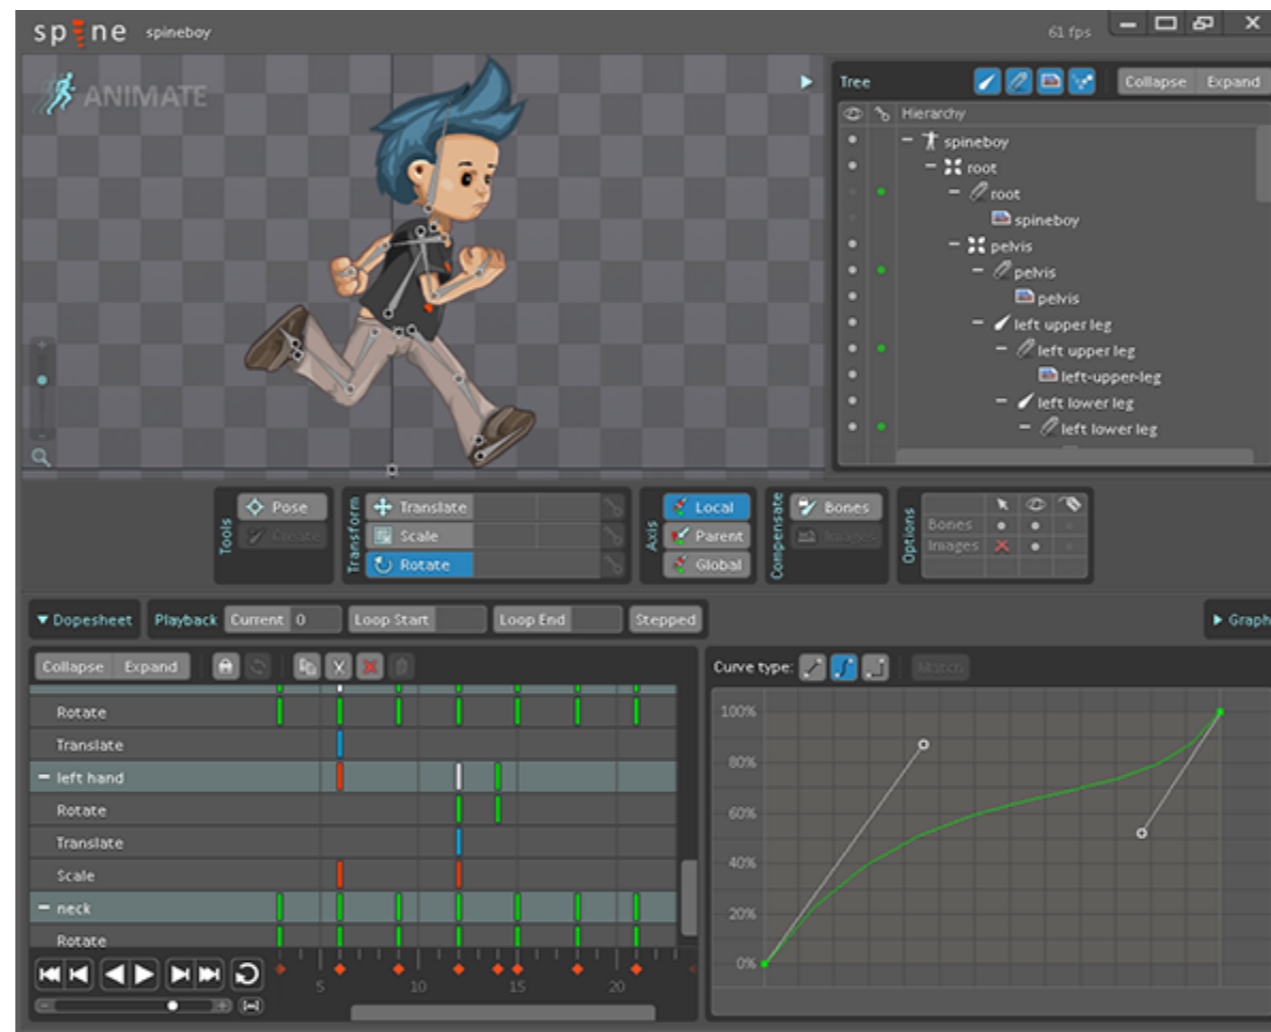 spine spineboy 61 fps
ANIMATE
Tree Collapse Expand
Hierarchy
spineboy
root
root
spineboy
pelvis
pelvis
pelvis
left upper leg
left upper leg
left-upper-leg
left lower leg
left lower leg
Tools
Pose
Create
Transform
Translate
Scale
Rotate
Axis
Local
Parent
Global
Compensate
Bones
Images
Options
Bones
Images
Dopesheet Playback Current 0 Loop Start Loop End Stepped Graph
Collapse Expand
Rotate
Translate
left hand
Rotate
Translate
Scale
neck
Rotate
5 10 15 20
Curve type: Match
100%
80%
60%
40%
20%
0%